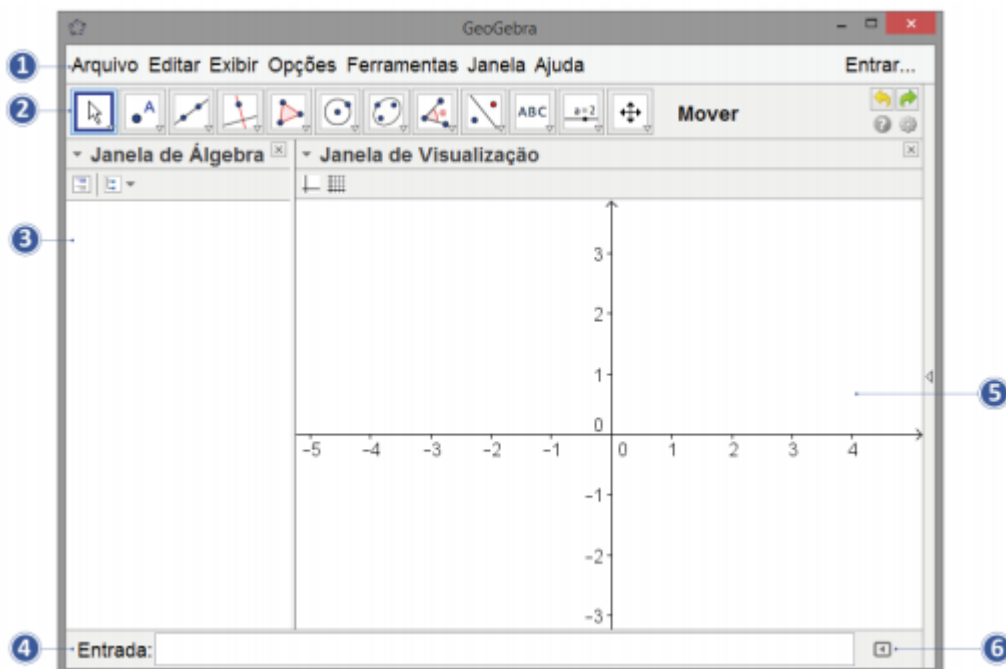 GeoGebra
1 Arquivo Editar Exibir Opções Ferramentas Janela Ajuda Entrar...
2 A ABC a=2 Mover
Janela de Álgebra Janela de Visualização
3
3
2
1
5
0
-5 -4 -3 -2 -1 0 1 2 3 4
-1
-2
-3
4 Entrada: 6